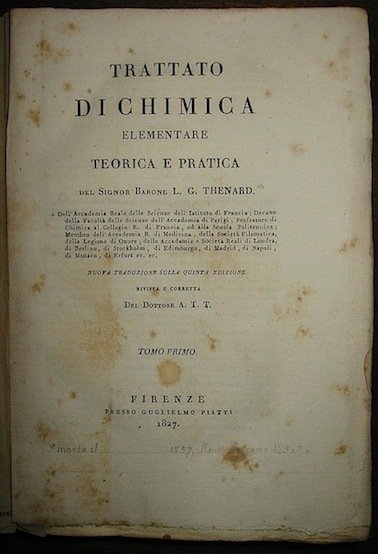 TRATTATO
DI CHIMICA
ELEMENTARE
TEORICA E PRATICA
DEL SIGNOR BARONE L. G. THENARD.
Dell'Accademia Reale delle Scienze dell'Istituto di Francia; Decano
della Facoltà delle Scienze dell'Accademia di Parigi, Professore di
Chimica al Collegio R. di Francia, ed alla Scuola Politecnica;
Membro dell'Accademia R. di Medicina, della Società Filomatica,
della Legione di Onore; delle Accademie e Società Reali di Londra,
di Berlino, di Stockholm, di Edimburgo, di Madrid, di Napoli,
di Monaco, di Erfurt ec. ec.
NUOVA TRADUZIONE SULLA QUINTA EDIZIONE
RIVISTA E CORRETTA
DEL DOTTORE A. T. T.
TOMO PRIMO.
FIRENZE
PRESSO GUGLIELMO PIATTI
1827.
morto il 1857